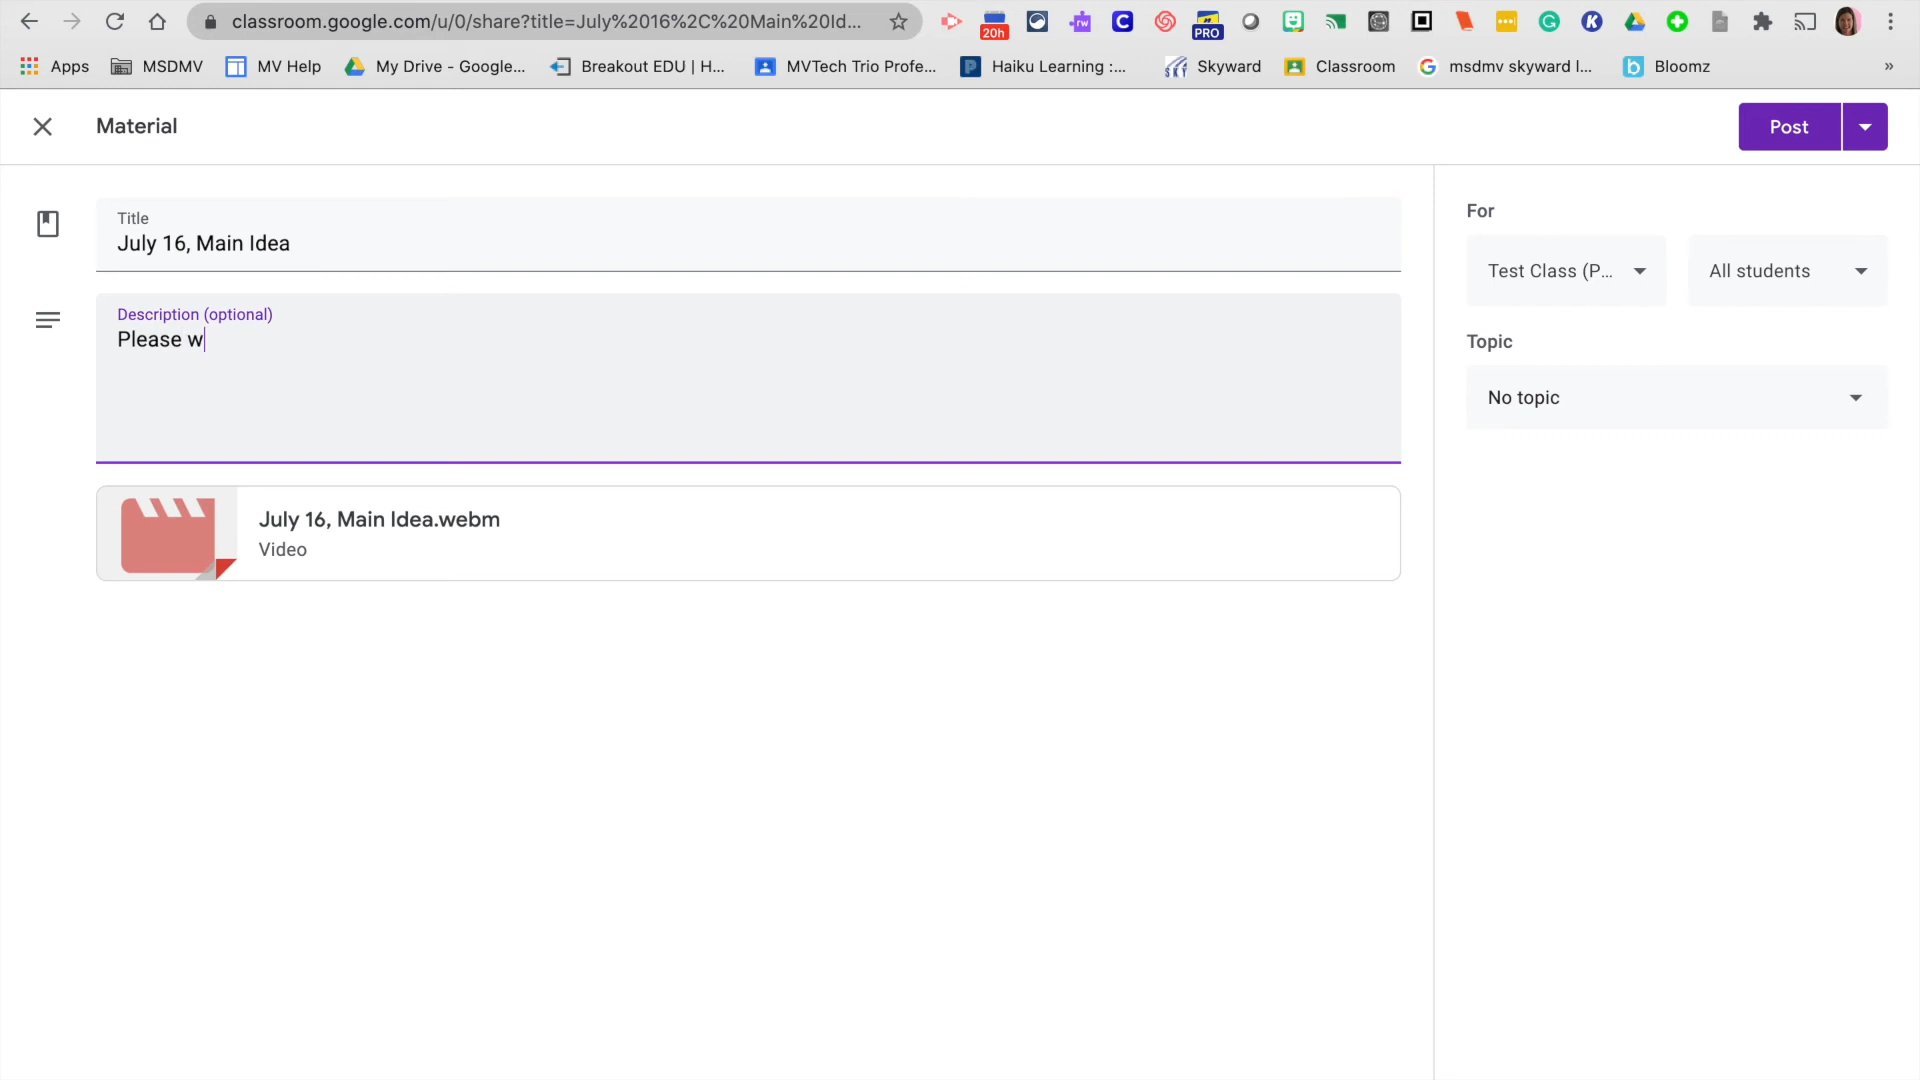 classroom.google.com/u/0/share?title=July%2016%2C%20Main%20Id...
20h
rw
C
PRO
G
K
Apps
MSDMV
MV Help
My Drive - Google...
Breakout EDU | H...
MVTech Trio Profe...
P
Haiku Learning :...
SKY
Skyward
Classroom
G
msdmv skyward l...
b
Bloomz
»
Material
Post
Title
July 16, Main Idea
Description (optional)
Please w
July 16, Main Idea.webm
Video
For
Test Class (P...
All students
Topic
No topic